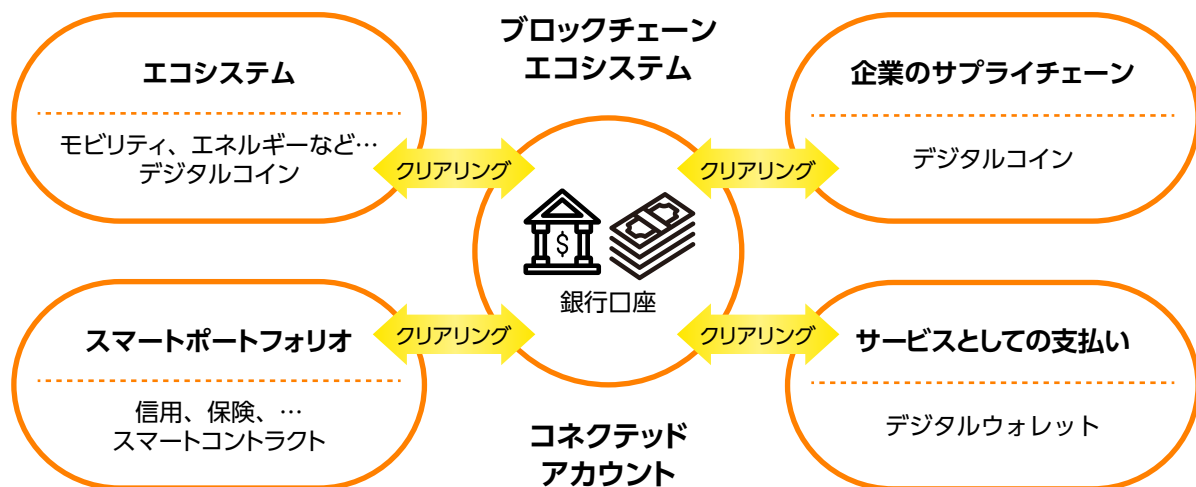 ブロックチェーン
エコシステム
エコシステム
モビリティ、エネルギーなど…
デジタルコイン
クリアリング
企業のサプライチェーン
デジタルコイン
クリアリング
$
銀行口座
スマートポートフォリオ
信用、保険、…
スマートコントラクト
クリアリング
サービスとしての支払い
デジタルウォレット
クリアリング
コネクテッド
アカウント